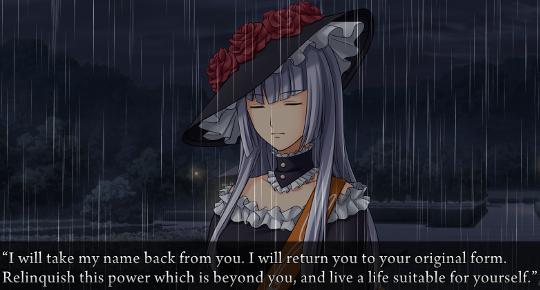 “I will take my name back from you. I will return you to your original form.
Relinquish this power which is beyond you, and live a life suitable for yourself.”